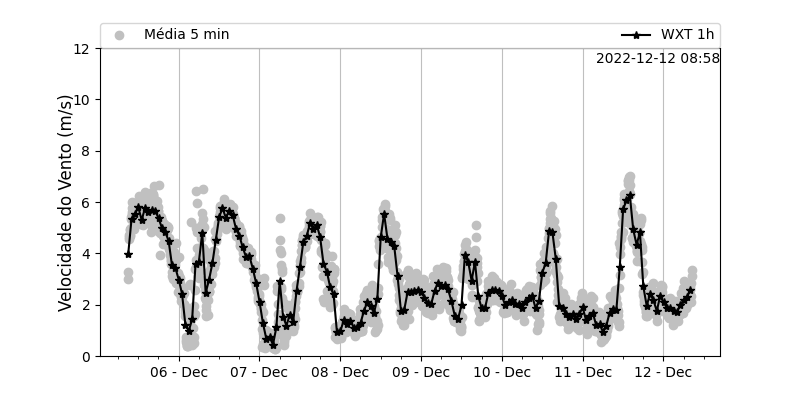 Média 5 min
WXT 1h
2022-12-12 08:58
Velocidade do Vento (m/s)
12
10
8
6
4
2
0
06 - Dec
07 - Dec
08 - Dec
09 - Dec
10 - Dec
11 - Dec
12 - Dec